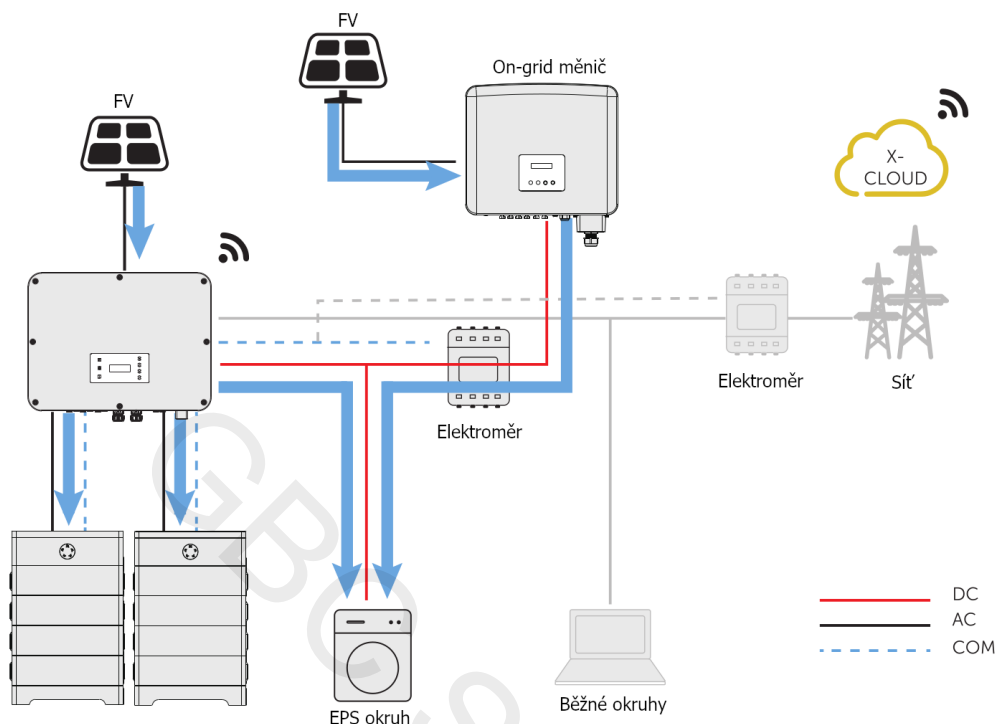 FV
On-grid měnič
FV
X-
CLOUD
Elektroměr
Síť
Elektroměr
DC
AC
COM
EPS okruh
Běžné okruhy